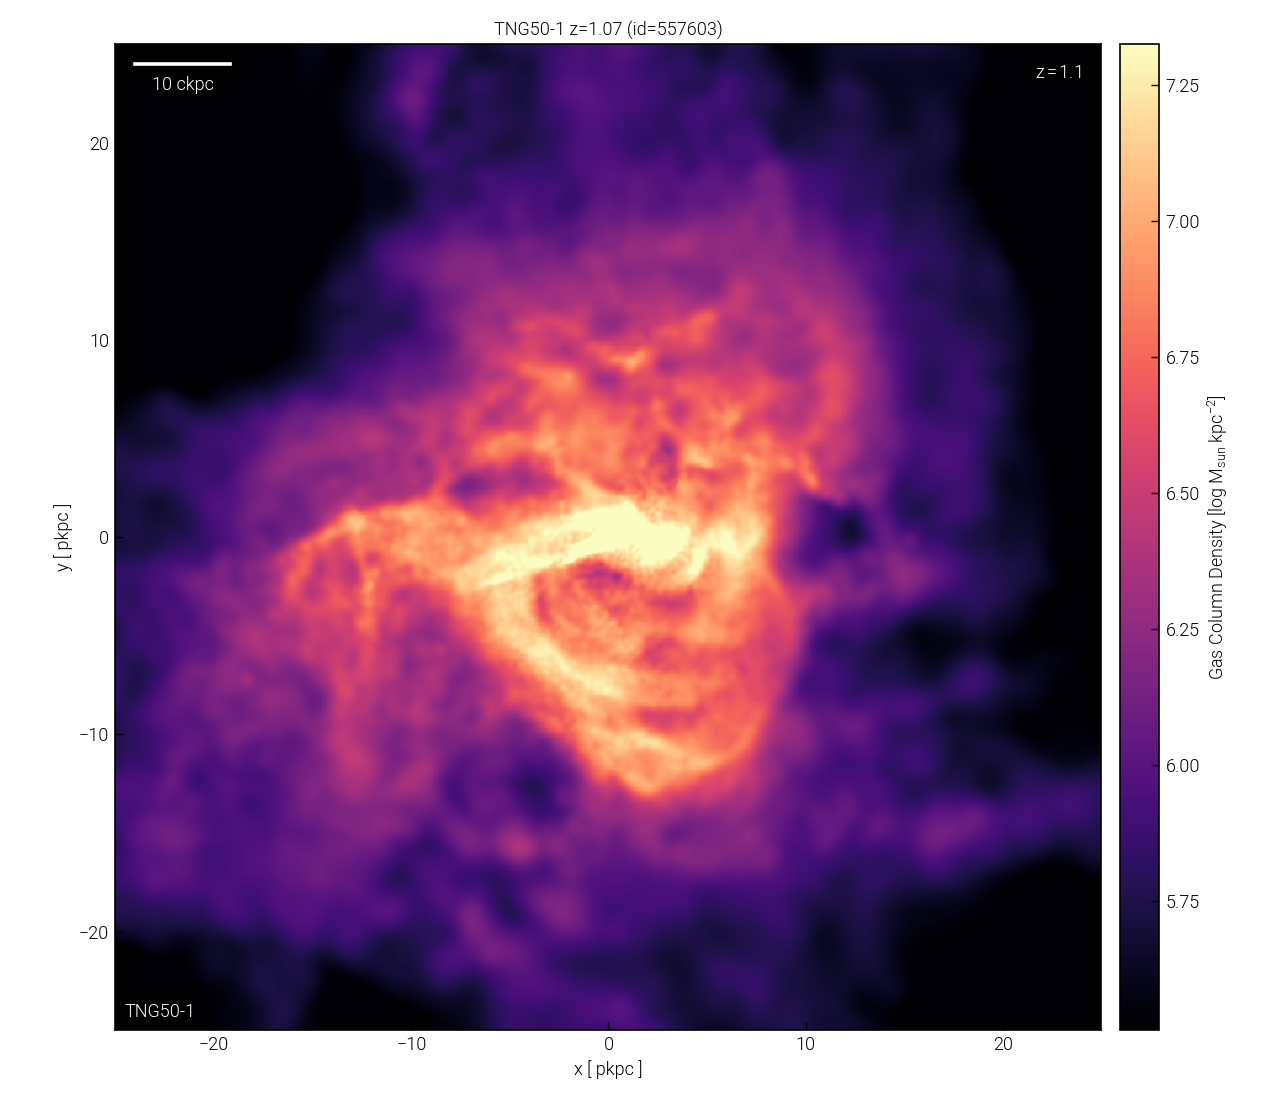 TNG50-1 z=1.07 (id=557603)
10 ckpc
z = 1.1
TNG50-1
20
10
0
−10
−20
y [ pkpc ]
−20
−10
0
10
20
x [ pkpc ]
7.25
7.00
6.75
6.50
6.25
6.00
5.75
Gas Column Density [log M_sun kpc^−2]